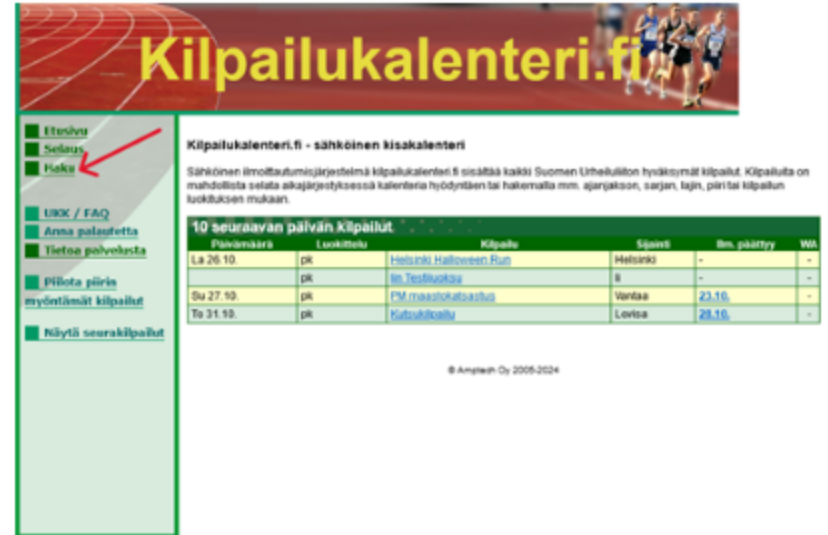 Kilpailukalenteri.fi
Etusivu
Selaus
Haku
UKK / FAQ
Anna palautetta
Tietoa palvelusta
Piilota piirin
myöntämät kilpailut
Näytä seurakilpailut
Kilpailukalenteri.fi - sähköinen kisakalenteri
Sähköinen ilmoittautumisjärjestelmä kilpailukalenteri.fi sisältää kaikki Suomen Urheiluliiton hyväksymät kilpailut. Kilpailuita on
mahdollista selata aikajärjestyksessä kalenteria hyödyntäen tai hakemalla mm. ajanjakson, sarjan, lajin, piiri tai kilpailun
luokituksen mukaan.
10 seuraavan päivän kilpailut
Päivämäärä Luokittelu Kilpailu Sijainti Ilm. päättyy WA
La 26.10. pk Helsinki Halloween Run Helsinki - -
pk Iin Testijuoksu Ii - -
Su 27.10. pk PM maastokatsastus Vantaa 23.10. -
To 31.10. pk Kutsukilpailu Lovisa 28.10. -
© Amptech Oy 2005-2024